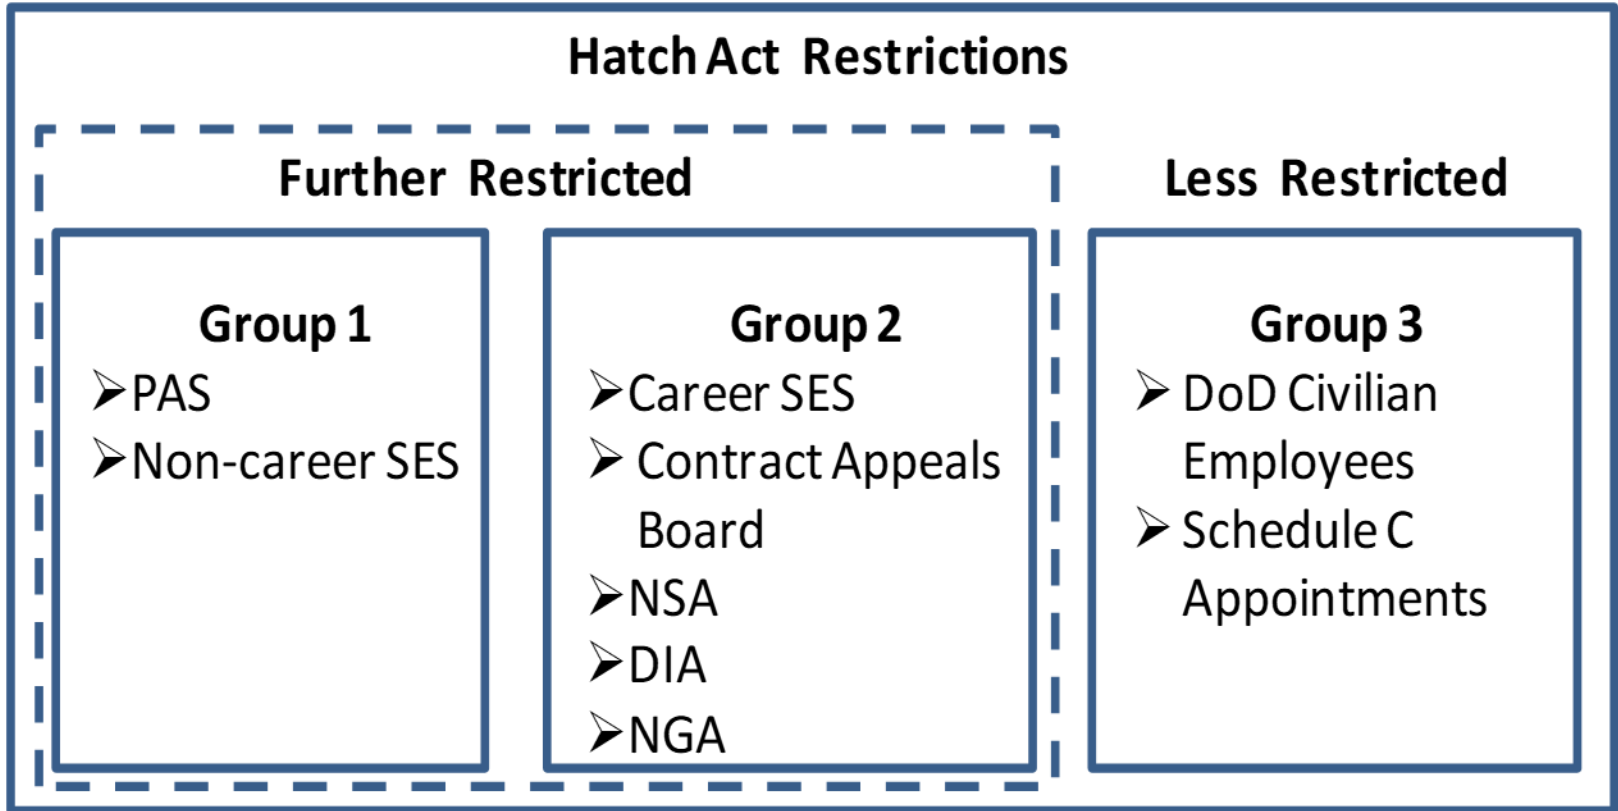 Hatch Act Restrictions
Further Restricted
Less Restricted
Group 1
➢PAS
➢Non-career SES
Group 2
➢Career SES
➢ Contract Appeals
Board
➢NSA
➢DIA
➢NGA
Group 3
➢ DoD Civilian
Employees
➢ Schedule C
Appointments